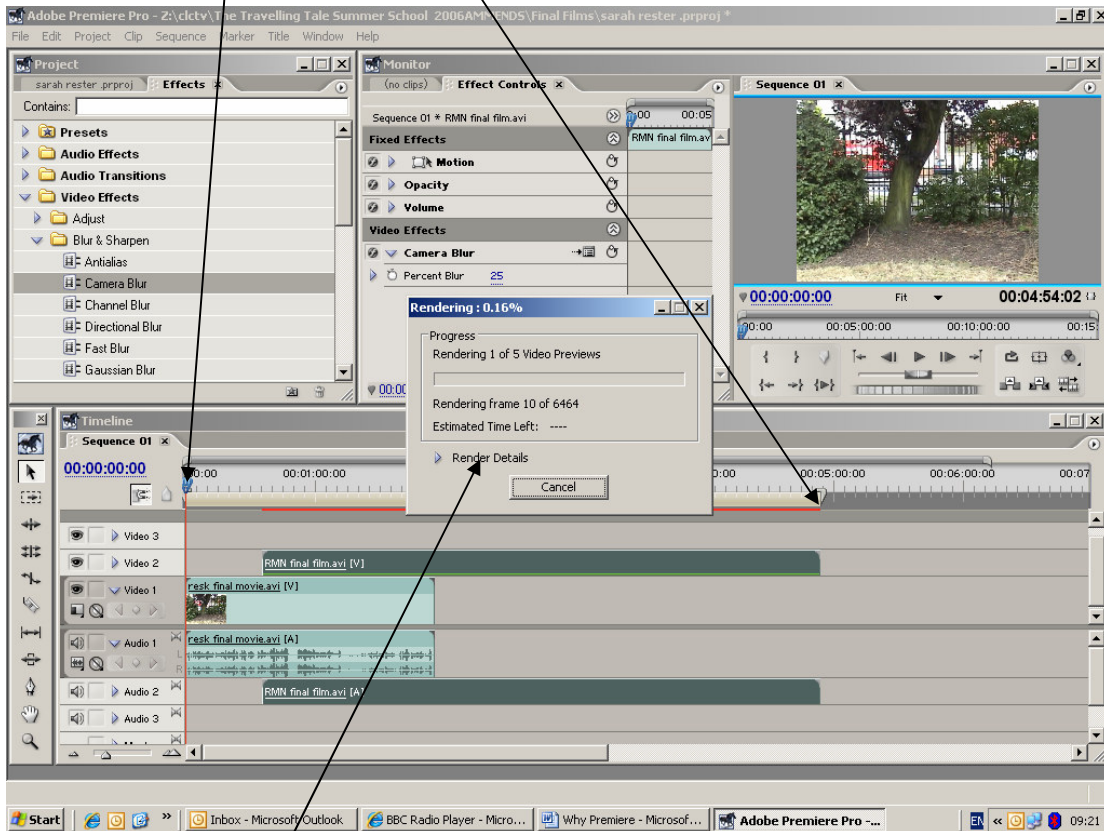 Adobe Premiere Pro - Z:\clctv\The Travelling Tale Summer School 2006AMMENDS\Final Films\sarah rester .prproj *
File Edit Project Clip Sequence Marker Title Window Help
Project
sarah rester .prproj Effects
Contains:
Presets
Audio Effects
Audio Transitions
Video Effects
Adjust
Blur & Sharpen
Antialias
Camera Blur
Channel Blur
Directional Blur
Fast Blur
Gaussian Blur
Monitor
(no clips) Effect Controls
Sequence 01 * RMN final film.avi
00:00 00:05
Fixed Effects
RMN final film.av
Motion
Opacity
Volume
Video Effects
Camera Blur
Percent Blur 25
Sequence 01
00:00:00:00 Fit 00:04:54:02
00:00 00:05:00:00 00:10:00:00 00:15
Rendering : 0.16%
Progress
Rendering 1 of 5 Video Previews
Rendering frame 10 of 6464
Estimated Time Left: ----
Render Details
Cancel
Timeline
Sequence 01
00:00:00:00
00:00 00:01:00:00 00:05:00:00 00:06:00:00 00:07
Video 3
Video 2
RMN final film.avi [V]
Video 1
resk final movie.avi [V]
Audio 1
resk final movie.avi [A]
L
R
Audio 2
RMN final film.avi [A]
Audio 3
Start
Inbox - Microsoft Outlook
BBC Radio Player - Micro...
Why Premiere - Microsof...
Adobe Premiere Pro -...
EN
09:21